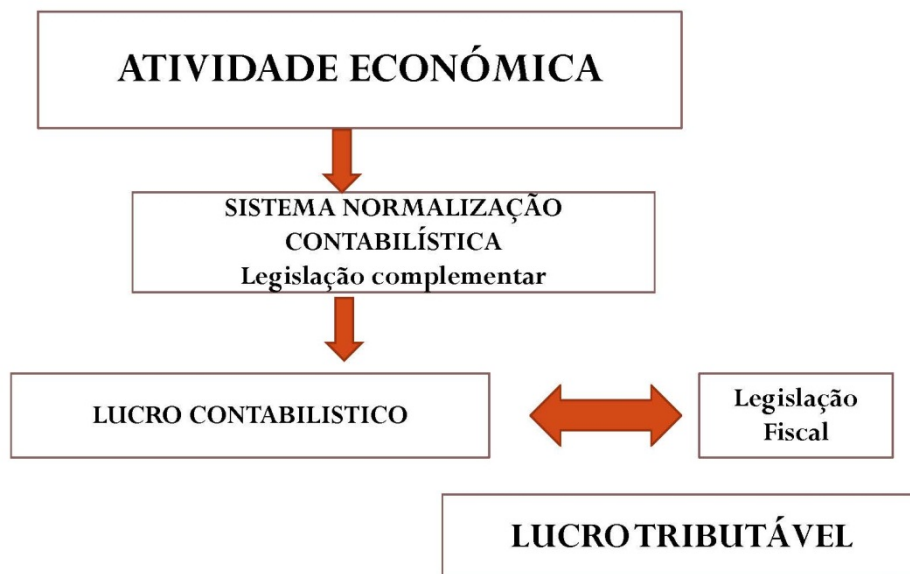 ATIVIDADE ECONÓMICA
SISTEMA NORMALIZAÇÃO
CONTABILÍSTICA
Legislação complementar
LUCRO CONTABILISTICO
Legislação
Fiscal
LUCRO TRIBUTÁVEL